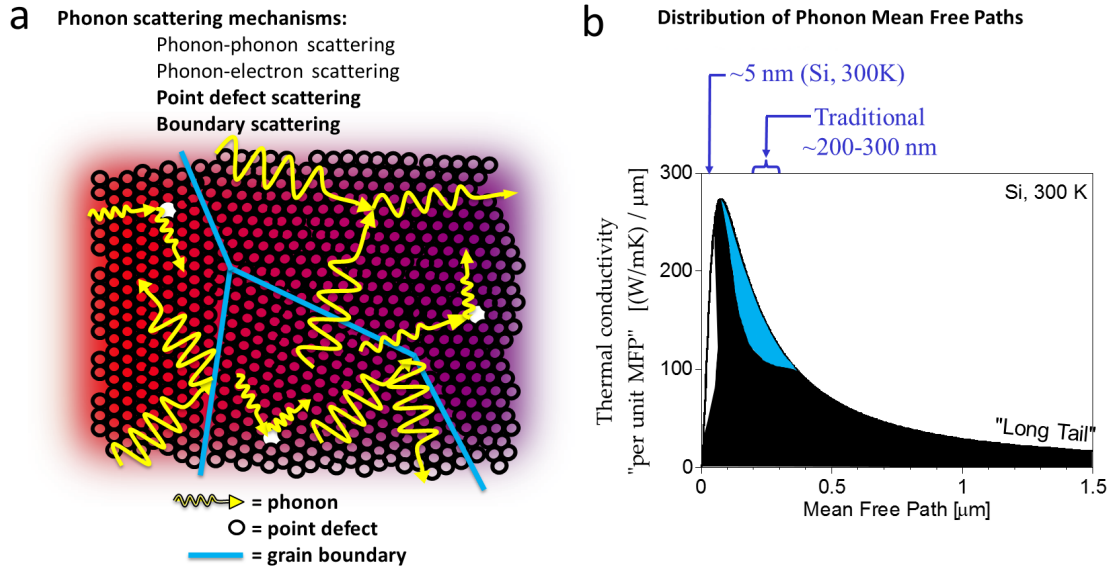 a
Phonon scattering mechanisms:
Phonon-phonon scattering
Phonon-electron scattering
Point defect scattering
Boundary scattering
= phonon
= point defect
= grain boundary
b
Distribution of Phonon Mean Free Paths
~5 nm (Si, 300K)
Traditional
~200-300 nm
Si, 300 K
Thermal conductivity
"per unit MFP" [(W/mK) / μm]
300
200
100
0
"Long Tail"
0
0.5
1
1.5
Mean Free Path [μm]